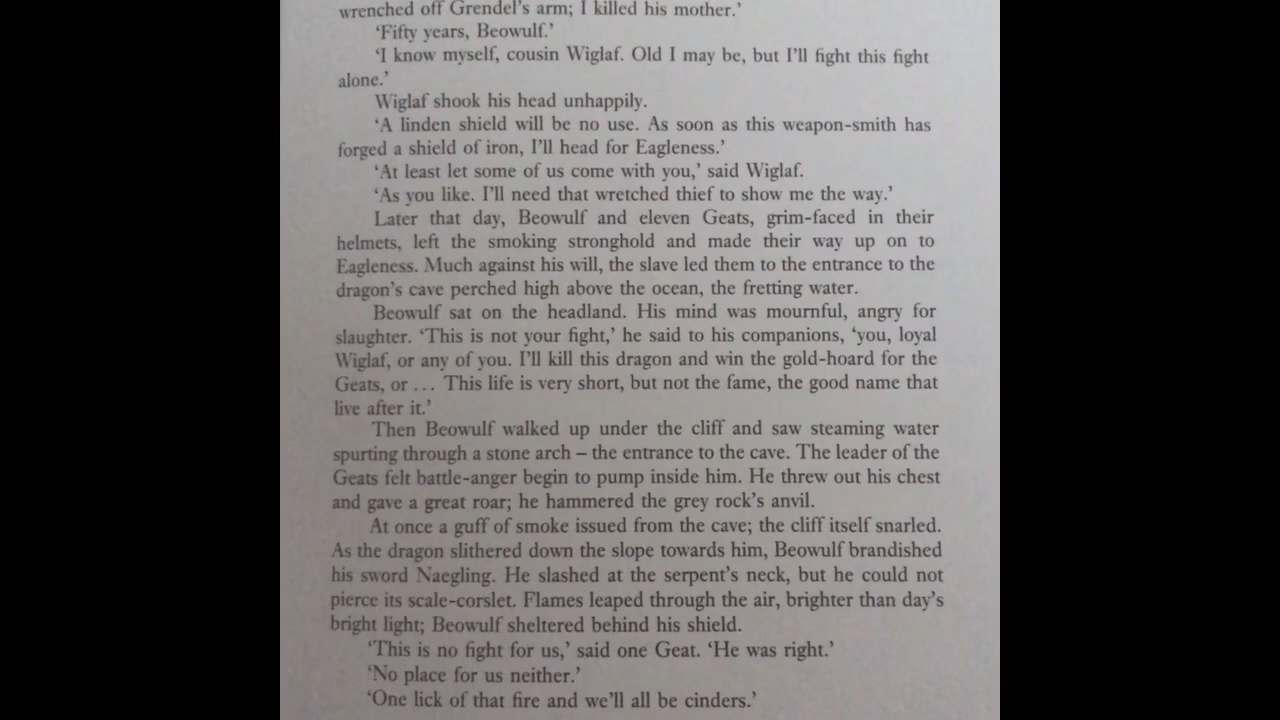 wrenched off Grendel's arm; I killed his mother.'
'Fifty years, Beowulf.'
'I know myself, cousin Wiglaf. Old I may be, but I'll fight this fight
alone.'
Wiglaf shook his head unhappily.
'A linden shield will be no use. As soon as this weapon-smith has
forged a shield of iron, I'll head for Eagleness.'
'At least let some of us come with you,' said Wiglaf.
'As you like. I'll need that wretched thief to show me the way.'
Later that day, Beowulf and eleven Geats, grim-faced in their
helmets, left the smoking stronghold and made their way up on to
Eagleness. Much against his will, the slave led them to the entrance to the
dragon's cave perched high above the ocean, the fretting water.
Beowulf sat on the headland. His mind was mournful, angry for
slaughter. 'This is not your fight,' he said to his companions, 'you, loyal
Wiglaf, or any of you. I'll kill this dragon and win the gold-hoard for the
Geats, or ... This life is very short, but not the fame, the good name that
live after it.'
Then Beowulf walked up under the cliff and saw steaming water
spurting through a stone arch – the entrance to the cave. The leader of the
Geats felt battle-anger begin to pump inside him. He threw out his chest
and gave a great roar; he hammered the grey rock's anvil.
At once a guff of smoke issued from the cave; the cliff itself snarled.
As the dragon slithered down the slope towards him, Beowulf brandished
his sword Naegling. He slashed at the serpent's neck, but he could not
pierce its scale-corslet. Flames leaped through the air, brighter than day's
bright light; Beowulf sheltered behind his shield.
'This is no fight for us,' said one Geat. 'He was right.'
'No place for us neither.'
'One lick of that fire and we'll all be cinders.'